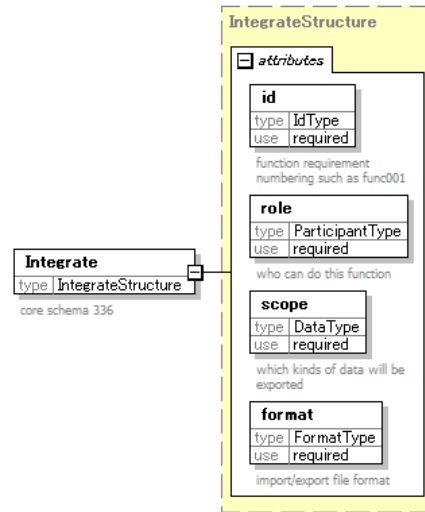 IntegrateStructure
attributes
id
type IdType
use required
function requirement
numbering such as func001
role
type ParticipantType
use required
who can do this function
Integrate
type IntegrateStructure
core schema 336
scope
type DataType
use required
which kinds of data will be
exported
format
type FormatType
use required
import/export file format